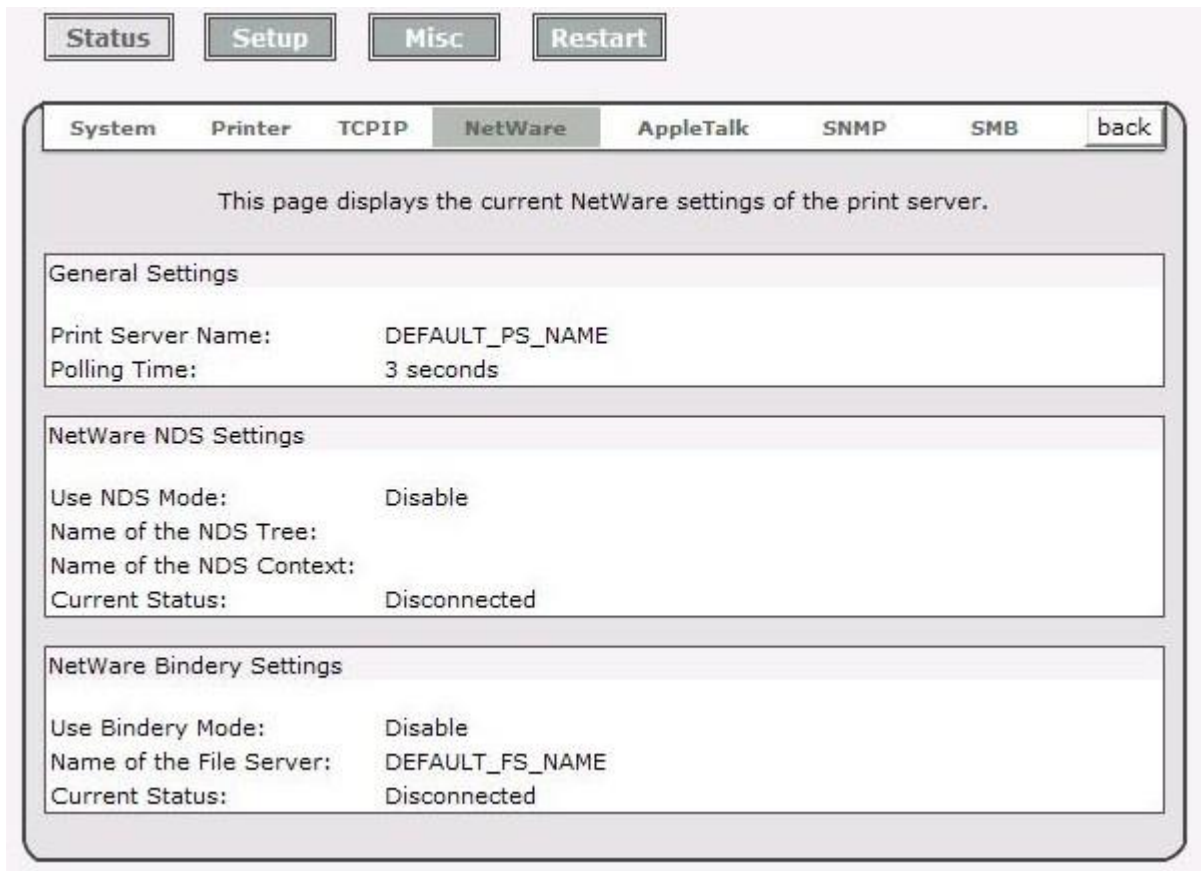 Status Setup Misc Restart
System Printer TCPIP NetWare AppleTalk SNMP SMB back
This page displays the current NetWare settings of the print server.
General Settings
Print Server Name: DEFAULT_PS_NAME
Polling Time: 3 seconds
NetWare NDS Settings
Use NDS Mode: Disable
Name of the NDS Tree:
Name of the NDS Context:
Current Status: Disconnected
NetWare Bindery Settings
Use Bindery Mode: Disable
Name of the File Server: DEFAULT_FS_NAME
Current Status: Disconnected